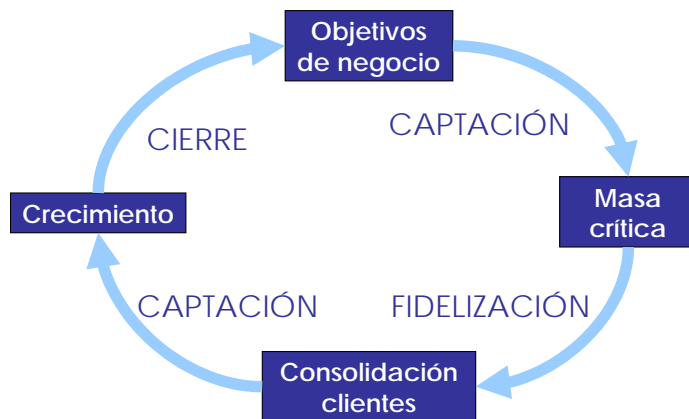 Objetivos
de negocio
CAPTACIÓN
CIERRE
Masa
crítica
Crecimiento
CAPTACIÓN
FIDELIZACIÓN
Consolidación
clientes